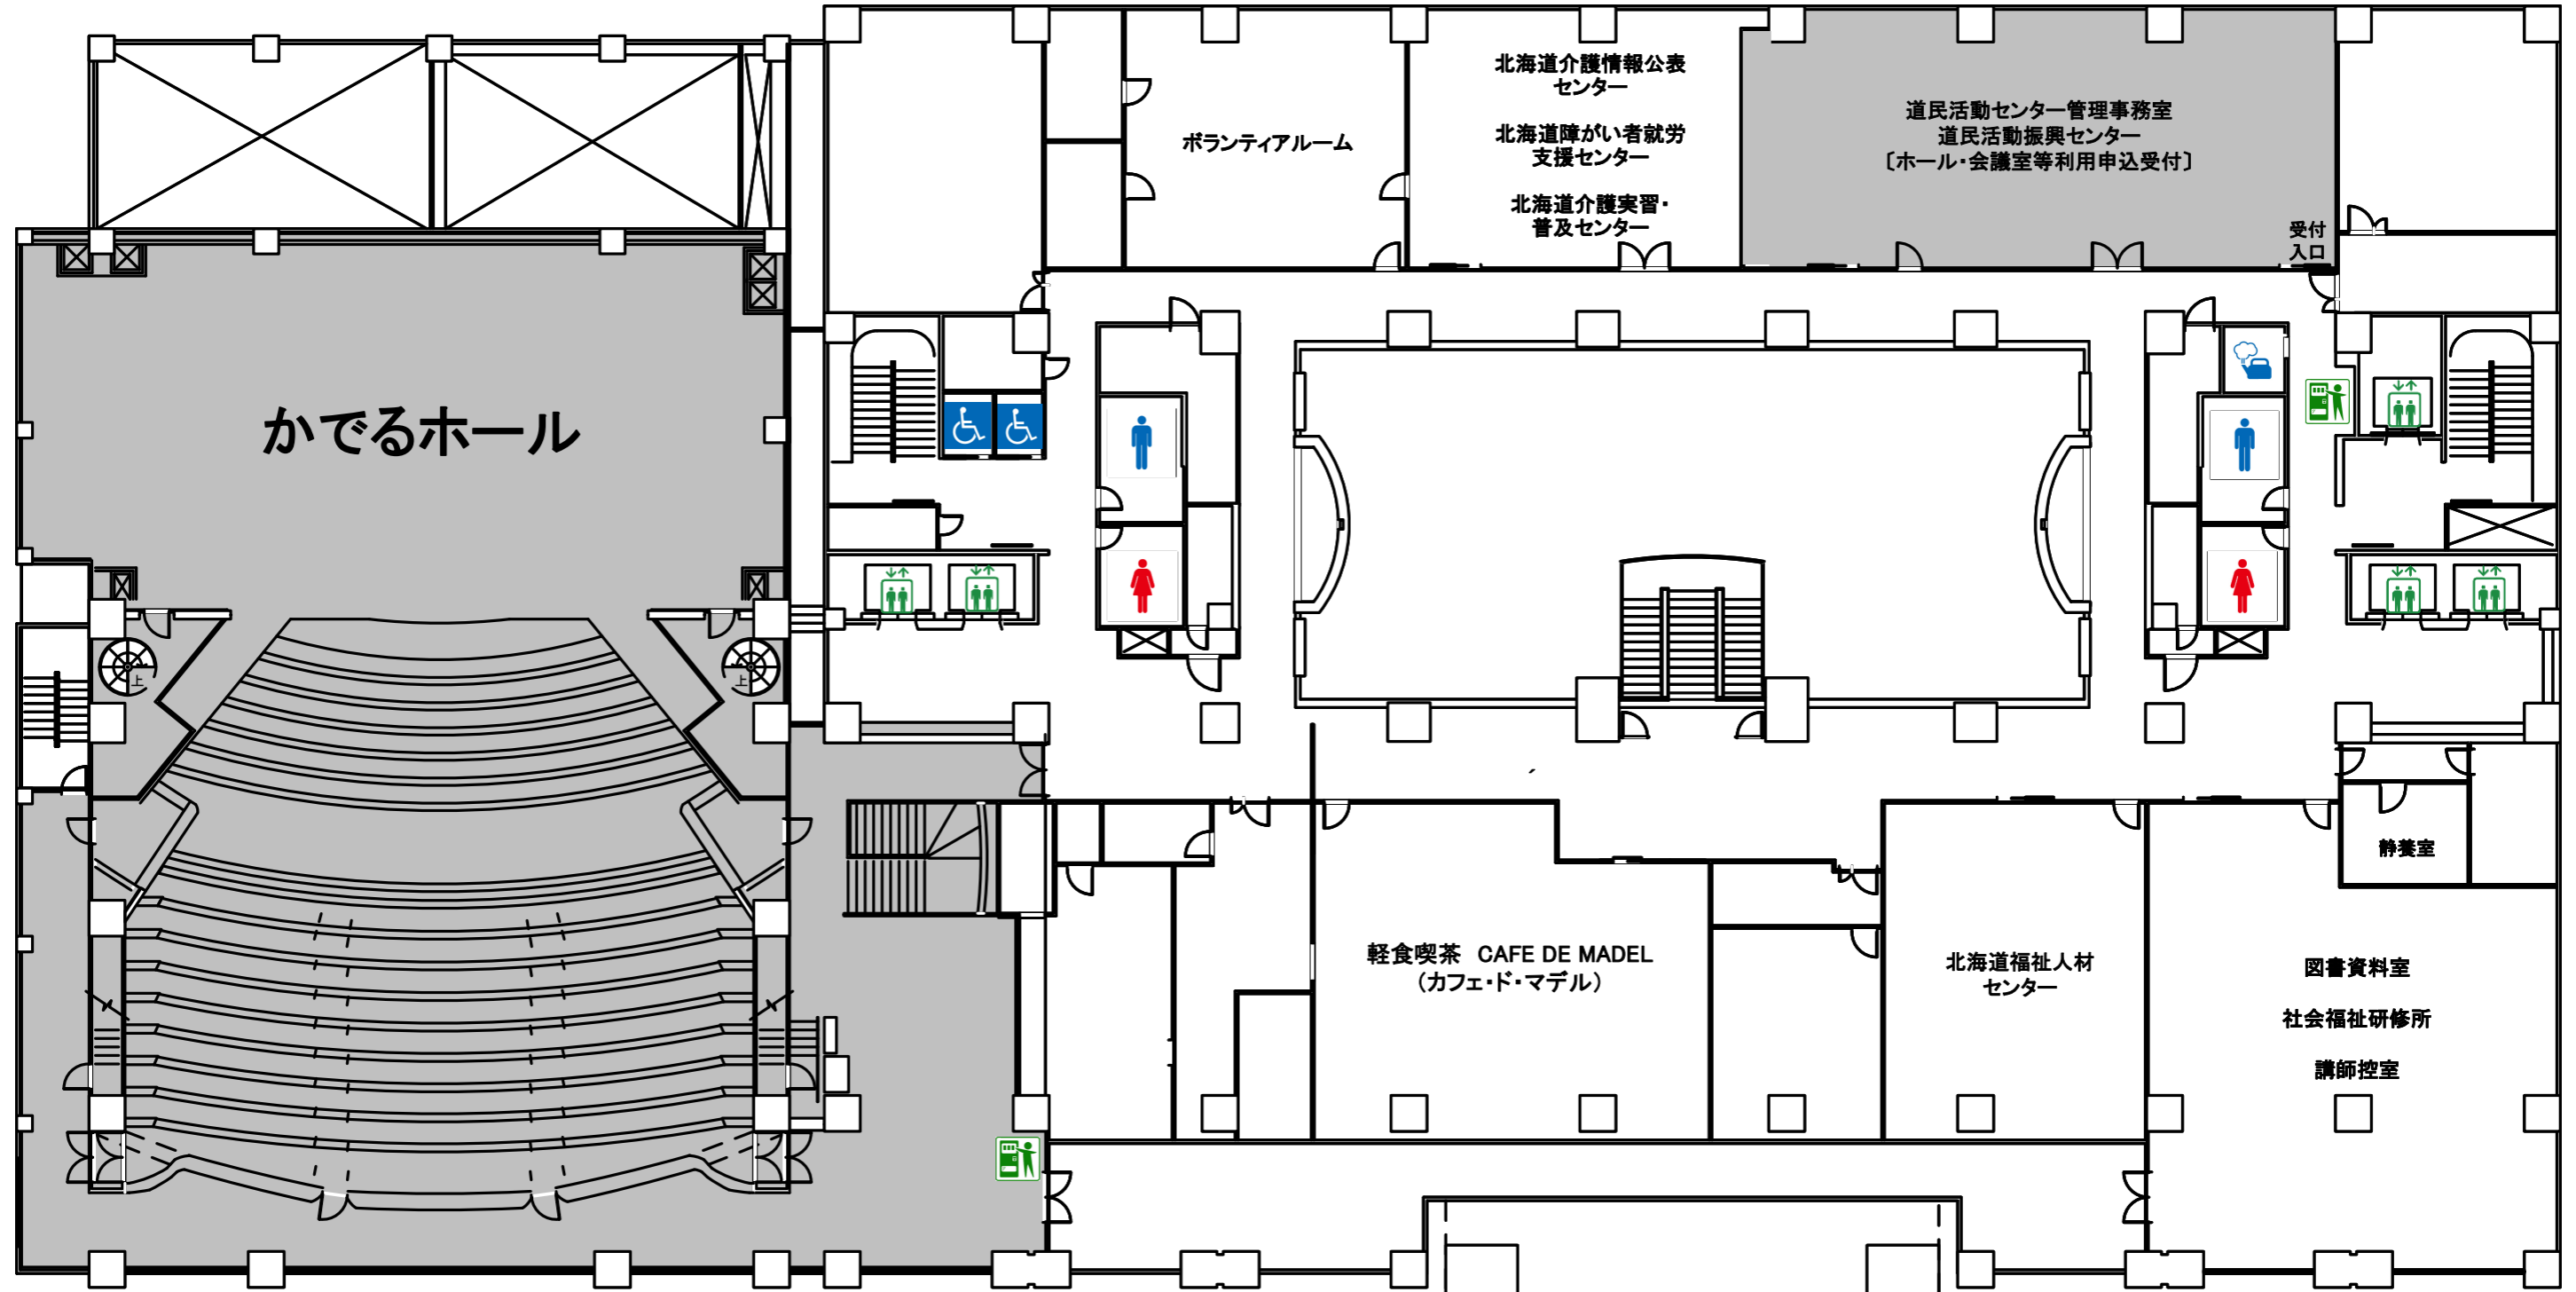 北海道介護情報公表
センター
北海道障がい者就労
支援センター
北海道介護実習・
普及センター
道民活動センター管理事務室
道民活動振興センター
〔ホール・会議室等利用申込受付〕
ボランティアルーム
受付
入口
かでるホール
上
上
静養室
軽食喫茶　CAFE DE MADEL
（カフェ・ド・マデル）
北海道福祉人材
センター
図書資料室
社会福祉研修所
講師控室